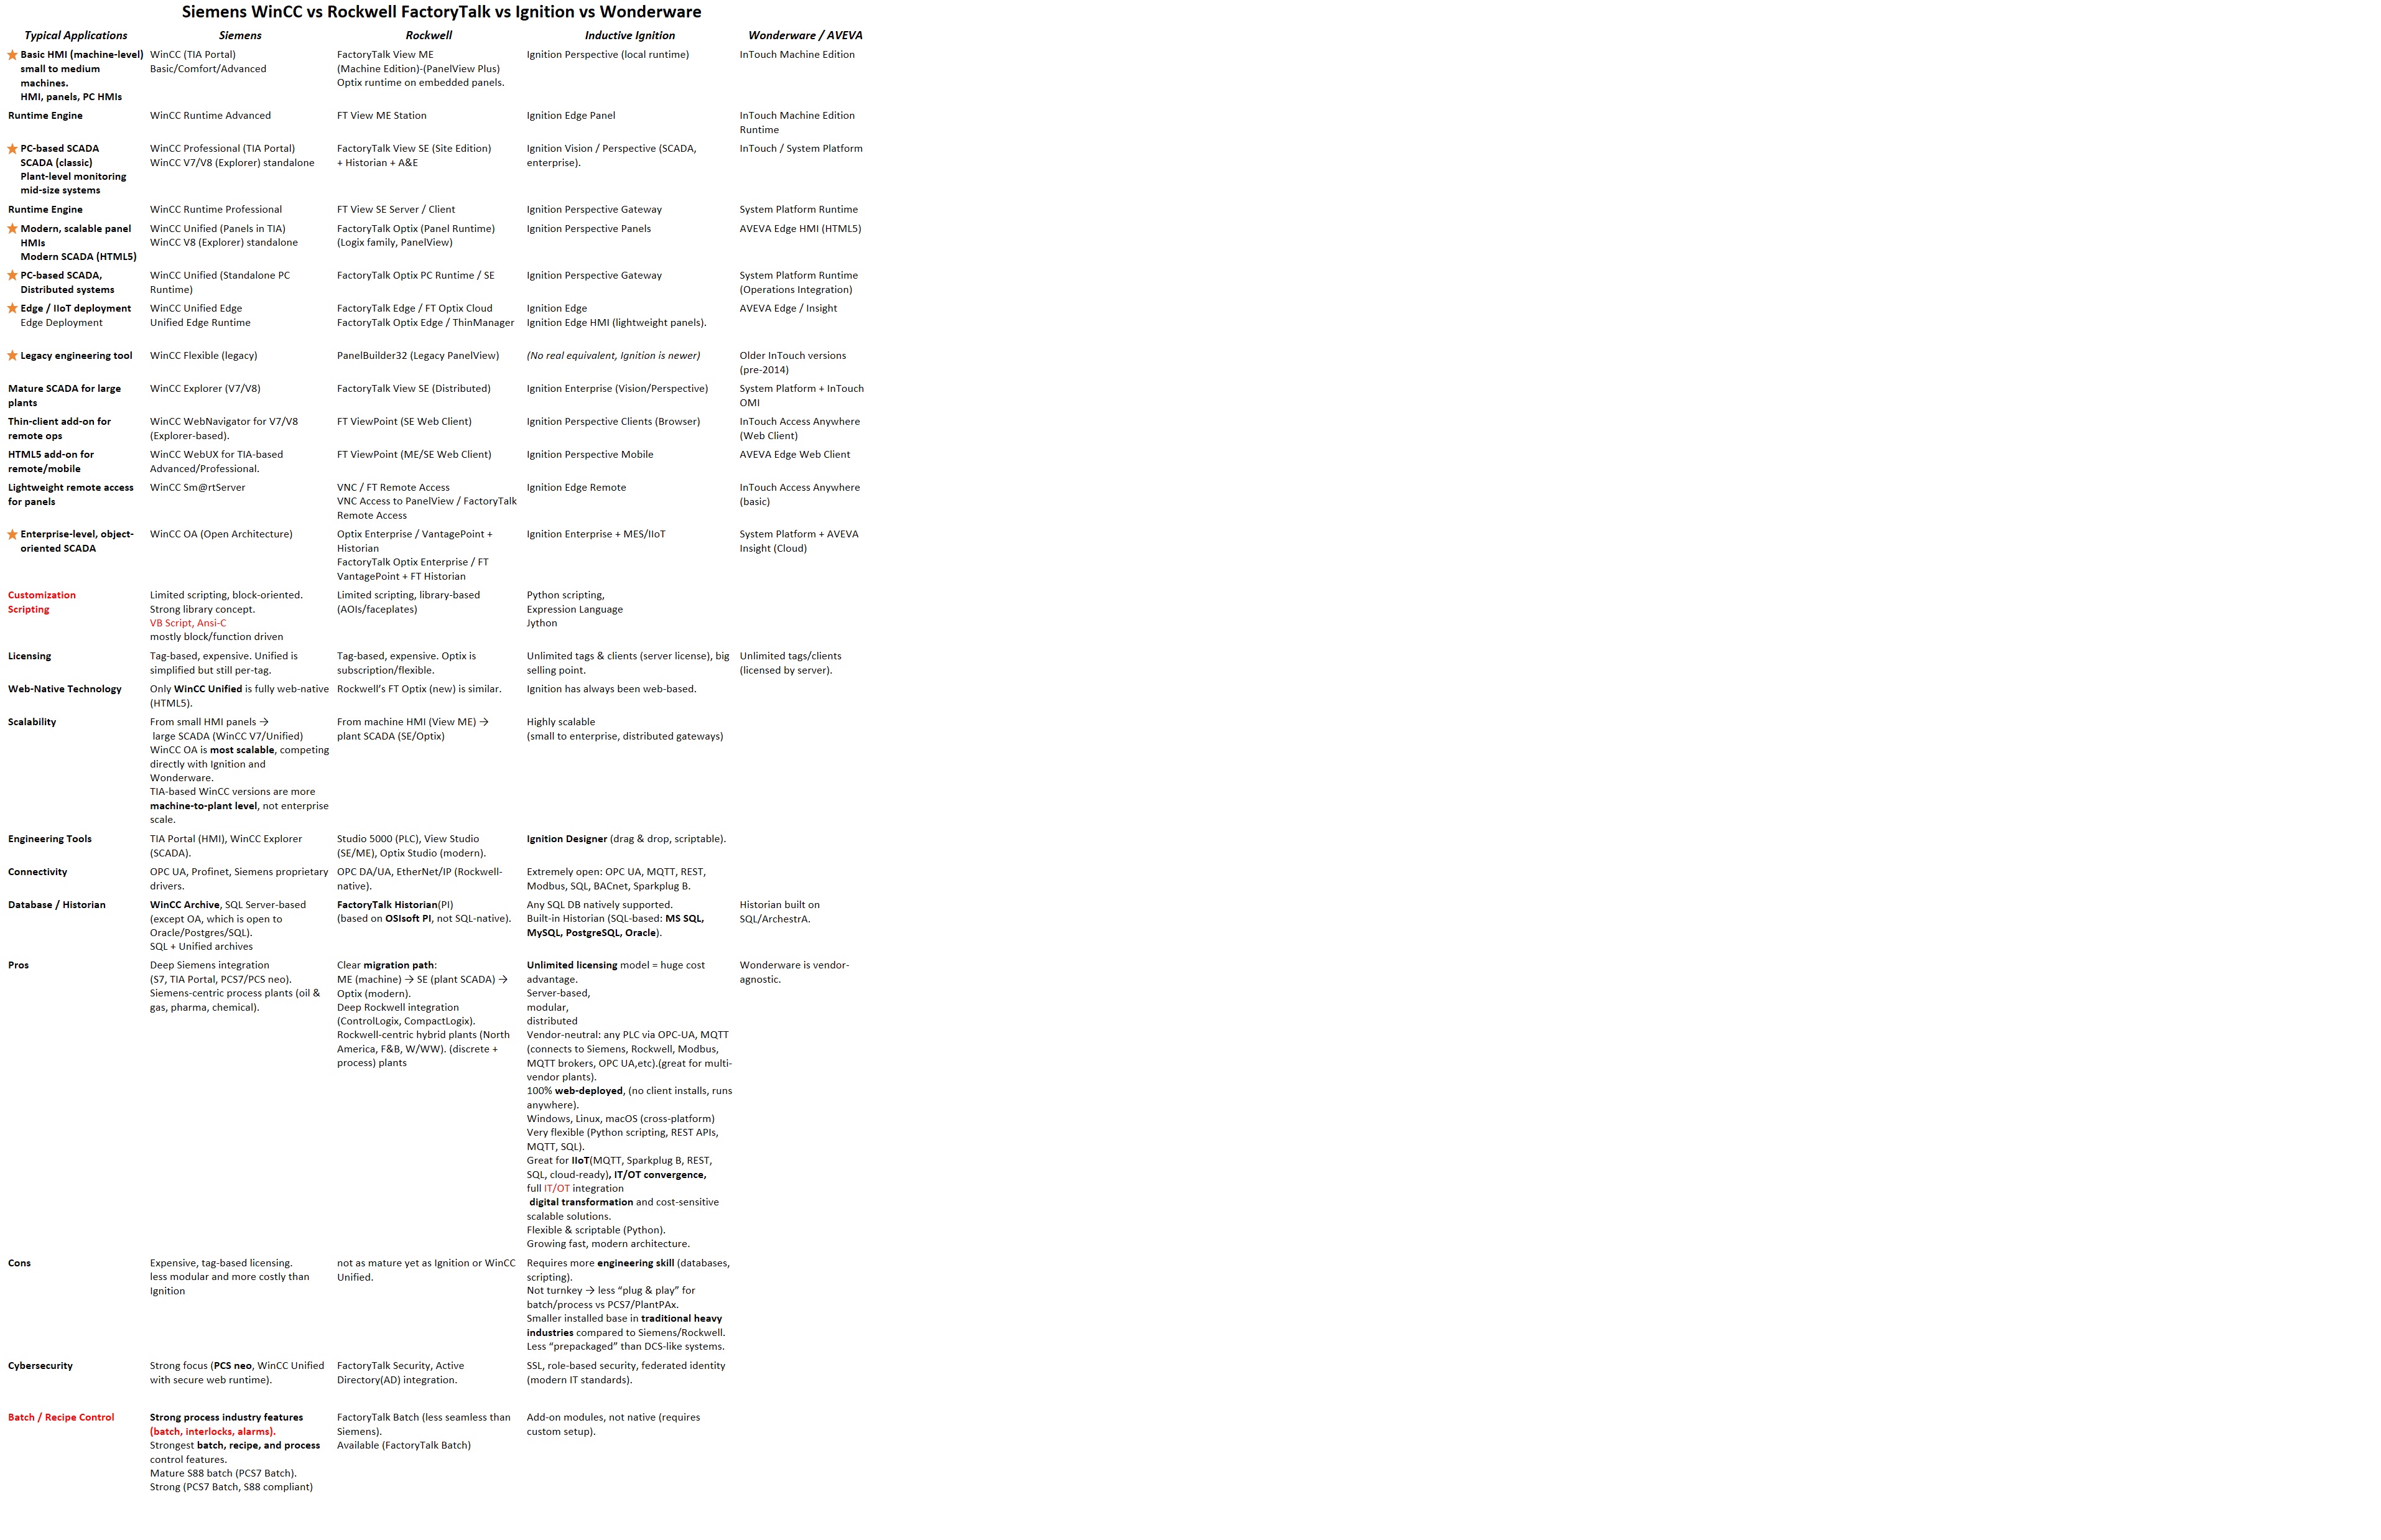 Siemens WinCC vs Rockwell FactoryTalk vs Ignition vs Wonderware
Typical Applications
Siemens
Rockwell
Inductive Ignition
Wonderware / AVEVA
Basic HMI (machine-level)
small to medium
machines.
HMI, panels, PC HMIs
WinCC (TIA Portal)
Basic/Comfort/Advanced
FactoryTalk View ME
(Machine Edition)-(PanelView Plus)
Optix runtime on embedded panels.
Ignition Perspective (local runtime)
InTouch Machine Edition
Runtime Engine
WinCC Runtime Advanced
FT View ME Station
Ignition Edge Panel
InTouch Machine Edition
Runtime
PC-based SCADA
SCADA (classic)
Plant-level monitoring
mid-size systems
WinCC Professional (TIA Portal)
WinCC V7/V8 (Explorer) standalone
FactoryTalk View SE (Site Edition)
+ Historian + A&E
Ignition Vision / Perspective (SCADA,
enterprise).
InTouch / System Platform
Runtime Engine
WinCC Runtime Professional
FT View SE Server / Client
Ignition Perspective Gateway
System Platform Runtime
Modern, scalable panel
HMIs
Modern SCADA (HTML5)
WinCC Unified (Panels in TIA)
WinCC V8 (Explorer) standalone
FactoryTalk Optix (Panel Runtime)
(Logix family, PanelView)
Ignition Perspective Panels
AVEVA Edge HMI (HTML5)
PC-based SCADA,
Distributed systems
WinCC Unified (Standalone PC
Runtime)
FactoryTalk Optix PC Runtime / SE
Ignition Perspective Gateway
System Platform Runtime
(Operations Integration)
Edge / IIoT deployment
Edge Deployment
WinCC Unified Edge
Unified Edge Runtime
FactoryTalk Edge / FT Optix Cloud
FactoryTalk Optix Edge / ThinManager
Ignition Edge
Ignition Edge HMI (lightweight panels).
AVEVA Edge / Insight
Legacy engineering tool
WinCC Flexible (legacy)
PanelBuilder32 (Legacy PanelView)
(No real equivalent, Ignition is newer)
Older InTouch versions
(pre-2014)
Mature SCADA for large
plants
WinCC Explorer (V7/V8)
FactoryTalk View SE (Distributed)
Ignition Enterprise (Vision/Perspective)
System Platform + InTouch
OMI
Thin-client add-on for
remote ops
WinCC WebNavigator for V7/V8
(Explorer-based).
FT ViewPoint (SE Web Client)
Ignition Perspective Clients (Browser)
InTouch Access Anywhere
(Web Client)
HTML5 add-on for
remote/mobile
WinCC WebUX for TIA-based
Advanced/Professional.
FT ViewPoint (ME/SE Web Client)
Ignition Perspective Mobile
AVEVA Edge Web Client
Lightweight remote access
for panels
WinCC Sm@rtServer
VNC / FT Remote Access
VNC Access to PanelView / FactoryTalk
Remote Access
Ignition Edge Remote
InTouch Access Anywhere
(basic)
Enterprise-level, object-
oriented SCADA
WinCC OA (Open Architecture)
Optix Enterprise / VantagePoint +
Historian
FactoryTalk Optix Enterprise / FT
VantagePoint + FT Historian
Ignition Enterprise + MES/IIoT
System Platform + AVEVA
Insight (Cloud)
Customization
Scripting
Limited scripting, block-oriented.
Strong library concept.
VB Script, Ansi-C
mostly block/function driven
Limited scripting, library-based
(AOIs/faceplates)
Python scripting,
Expression Language
Jython
Licensing
Tag-based, expensive. Unified is
simplified but still per-tag.
Tag-based, expensive. Optix is
subscription/flexible.
Unlimited tags & clients (server license), big
selling point.
Unlimited tags/clients
(licensed by server).
Web-Native Technology
Only WinCC Unified is fully web-native
(HTML5).
Rockwell's FT Optix (new) is similar.
Ignition has always been web-based.
Scalability
From small HMI panels →
large SCADA (WinCC V7/Unified)
WinCC OA is most scalable, competing
directly with Ignition and
Wonderware.
TIA-based WinCC versions are more
machine-to-plant level, not enterprise
scale.
From machine HMI (View ME) →
plant SCADA (SE/Optix)
Highly scalable
(small to enterprise, distributed gateways)
Engineering Tools
TIA Portal (HMI), WinCC Explorer
(SCADA).
Studio 5000 (PLC), View Studio
(SE/ME), Optix Studio (modern).
Ignition Designer (drag & drop, scriptable).
Connectivity
OPC UA, Profinet, Siemens proprietary
drivers.
OPC DA/UA, EtherNet/IP (Rockwell-
native).
Extremely open: OPC UA, MQTT, REST,
Modbus, SQL, BACnet, Sparkplug B.
Database / Historian
WinCC Archive, SQL Server-based
(except OA, which is open to
Oracle/Postgres/SQL).
SQL + Unified archives
FactoryTalk Historian(PI)
(based on OSIsoft PI, not SQL-native).
Any SQL DB natively supported.
Built-in Historian (SQL-based: MS SQL,
MySQL, PostgreSQL, Oracle).
Historian built on
SQL/ArchestrA.
Pros
Deep Siemens integration
(S7, TIA Portal, PCS7/PCS neo).
Siemens-centric process plants (oil &
gas, pharma, chemical).
Clear migration path:
ME (machine) → SE (plant SCADA) →
Optix (modern).
Deep Rockwell integration
(ControlLogix, CompactLogix).
Rockwell-centric hybrid plants (North
America, F&B, W/WW). (discrete +
process) plants
Unlimited licensing model = huge cost
advantage.
Server-based,
modular,
distributed
Vendor-neutral: any PLC via OPC-UA, MQTT
(connects to Siemens, Rockwell, Modbus,
MQTT brokers, OPC UA,etc).(great for multi-
vendor plants).
100% web-deployed, (no client installs, runs
anywhere).
Windows, Linux, macOS (cross-platform)
Very flexible (Python scripting, REST APIs,
MQTT, SQL).
Great for IIoT(MQTT, Sparkplug B, REST,
SQL, cloud-ready), IT/OT convergence,
full IT/OT integration
digital transformation and cost-sensitive
scalable solutions.
Flexible & scriptable (Python).
Growing fast, modern architecture.
Wonderware is vendor-
agnostic.
Cons
Expensive, tag-based licensing.
less modular and more costly than
Ignition
not as mature yet as Ignition or WinCC
Unified.
Requires more engineering skill (databases,
scripting).
Not turnkey → less “plug & play” for
batch/process vs PCS7/PlantPAx.
Smaller installed base in traditional heavy
industries compared to Siemens/Rockwell.
Less “prepackaged” than DCS-like systems.
Cybersecurity
Strong focus (PCS neo, WinCC Unified
with secure web runtime).
FactoryTalk Security, Active
Directory(AD) integration.
SSL, role-based security, federated identity
(modern IT standards).
Batch / Recipe Control
Strong process industry features
(batch, interlocks, alarms).
Strongest batch, recipe, and process
control features.
Mature S88 batch (PCS7 Batch).
Strong (PCS7 Batch, S88 compliant)
FactoryTalk Batch (less seamless than
Siemens).
Available (FactoryTalk Batch)
Add-on modules, not native (requires
custom setup).